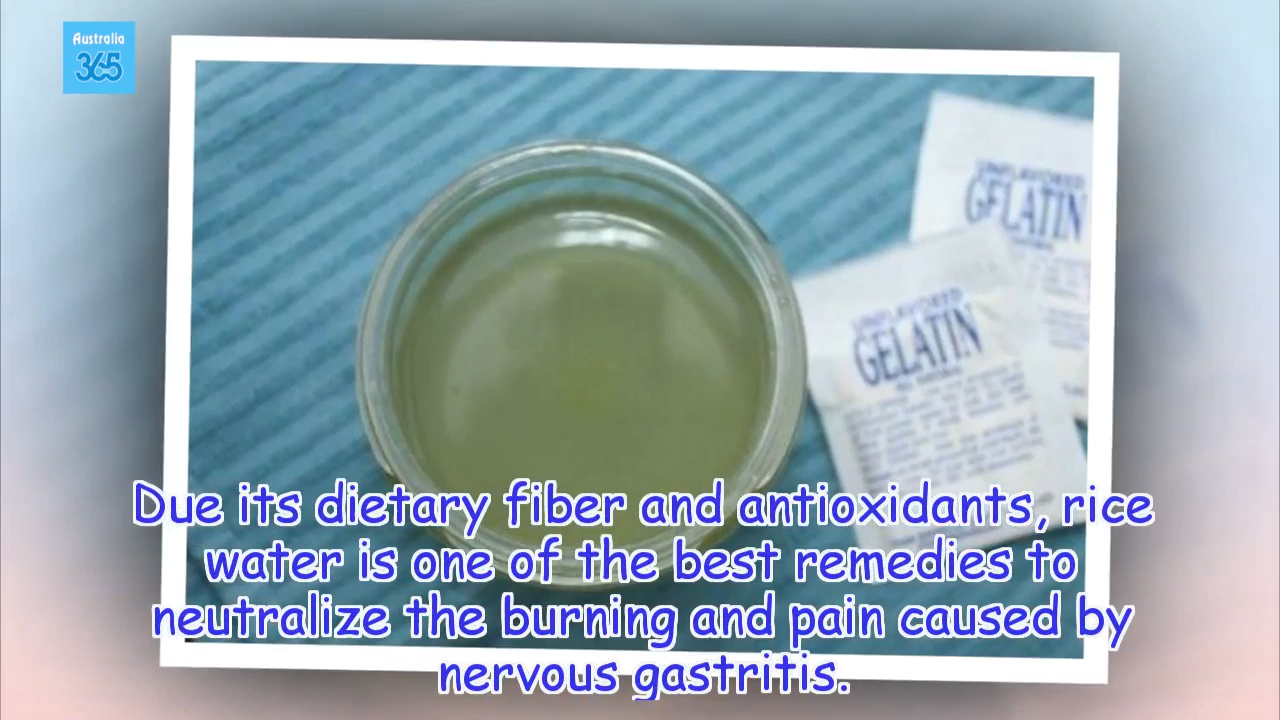 Australia
365
UNFLAVORED
GELATIN
UNFLAVORED
GELATIN
Due its dietary fiber and antioxidants, rice
water is one of the best remedies to
neutralize the burning and pain caused by
nervous gastritis.